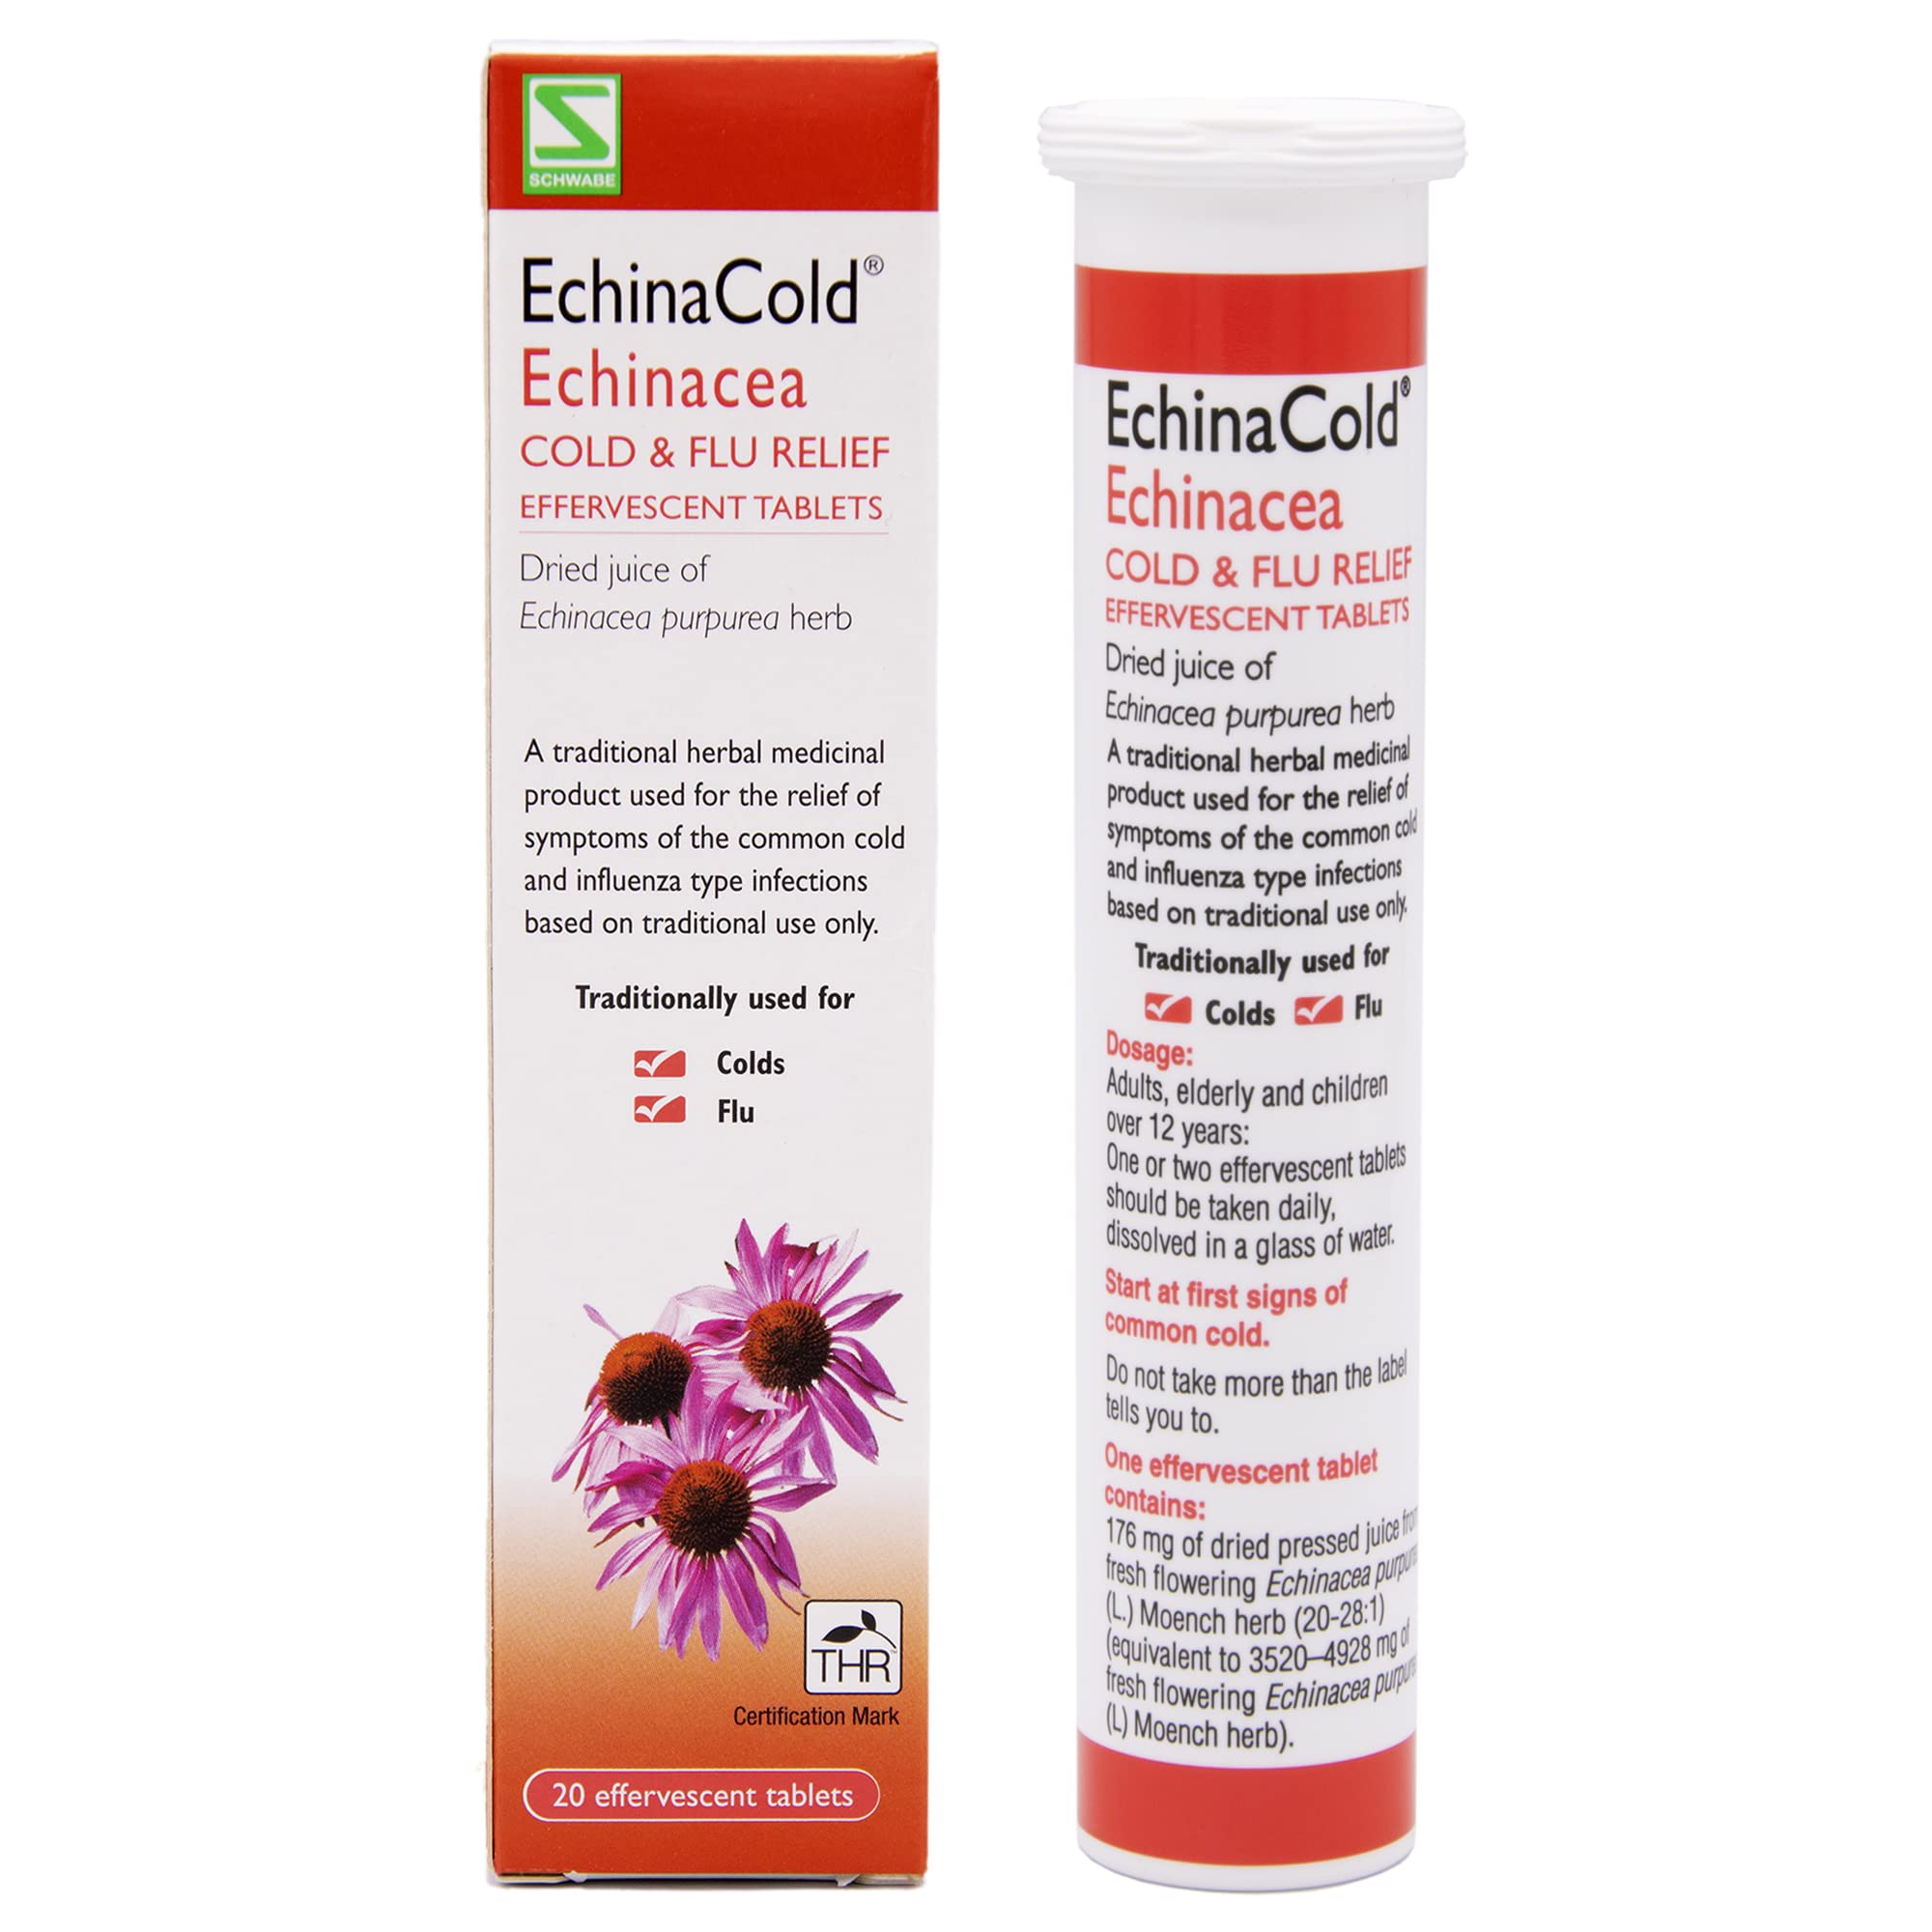 SCHWABE
EchinaCold®
Echinacea
COLD & FLU RELIEF
EFFERVESCENT TABLETS
Dried juice of
Echinacea purpurea herb
A traditional herbal medicinal
product used for the relief of
symptoms of the common cold
and influenza type infections
based on traditional use only.
Traditionally used for
Colds
Flu
THR
Certification Mark
20 effervescent tablets
EchinaCold®
Echinacea
COLD & FLU RELIEF
EFFERVESCENT TABLETS
Dried juice of
Echinacea purpurea herb
A traditional herbal medicinal
product used for the relief of
symptoms of the common cold
and influenza type infections
based on traditional use only.
Traditionally used for
Colds Flu
Dosage:
Adults, elderly and children
over 12 years:
One or two effervescent tablets
should be taken daily,
dissolved in a glass of water.
Start at first signs of
common cold.
Do not take more than the label
tells you to.
One effervescent tablet
contains:
176 mg of dried pressed juice from
fresh flowering Echinacea purpurea
(L.) Moench herb (20-28:1)
(equivalent to 3520–4928 mg of
fresh flowering Echinacea purpurea
(L) Moench herb).